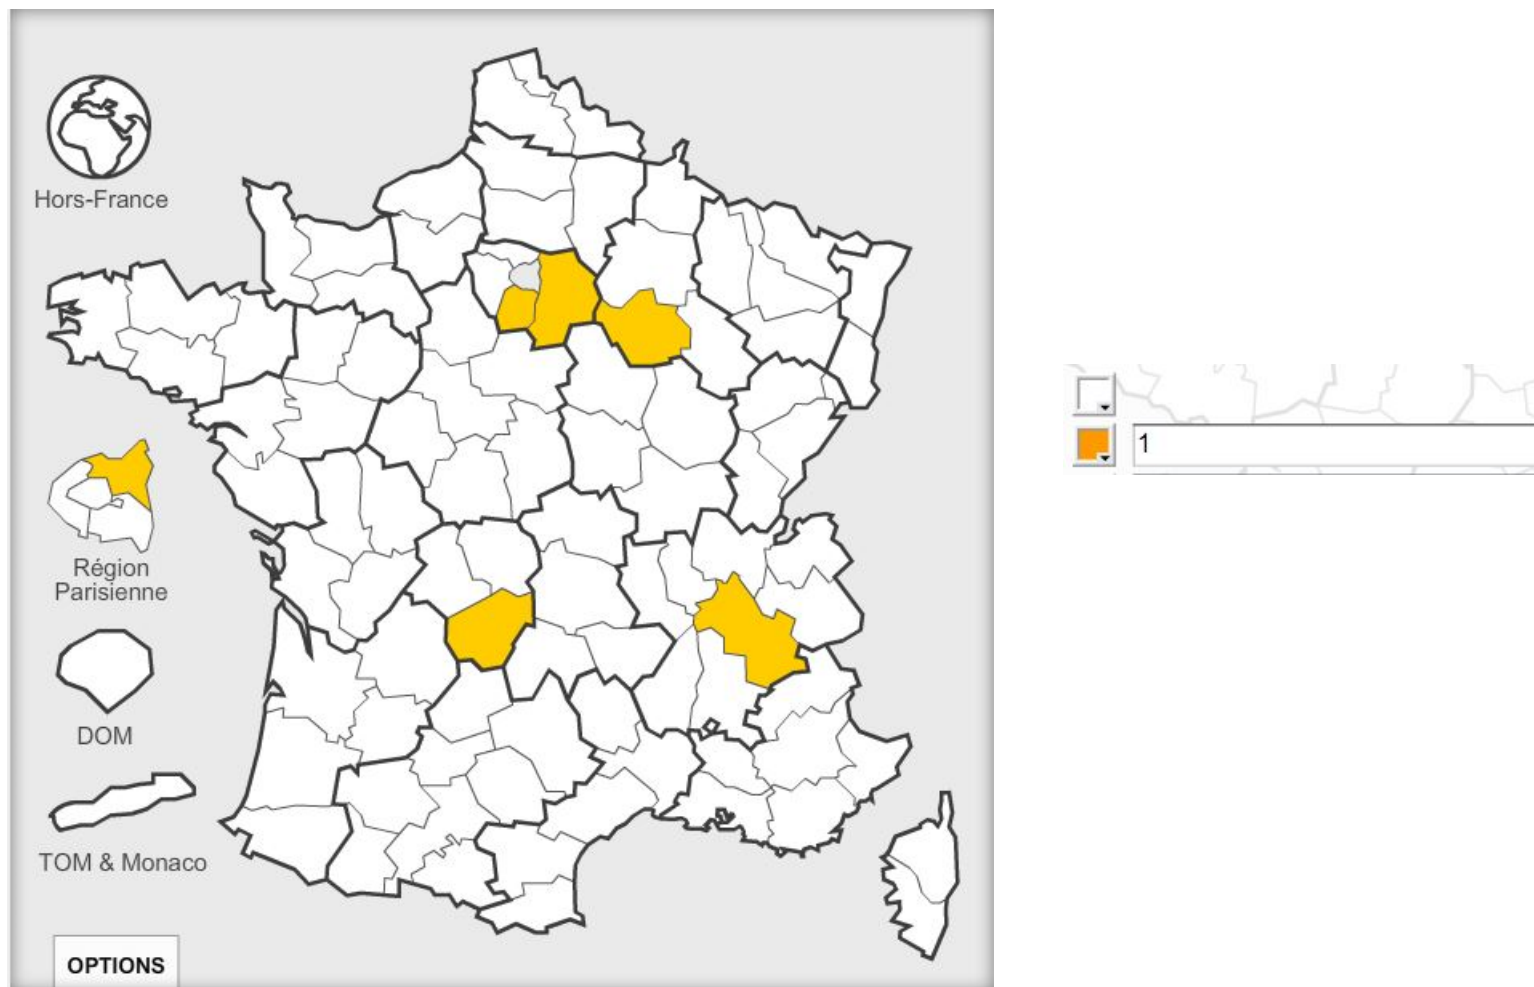 Hors-France
Région
Parisienne
DOM
TOM & Monaco
OPTIONS
1